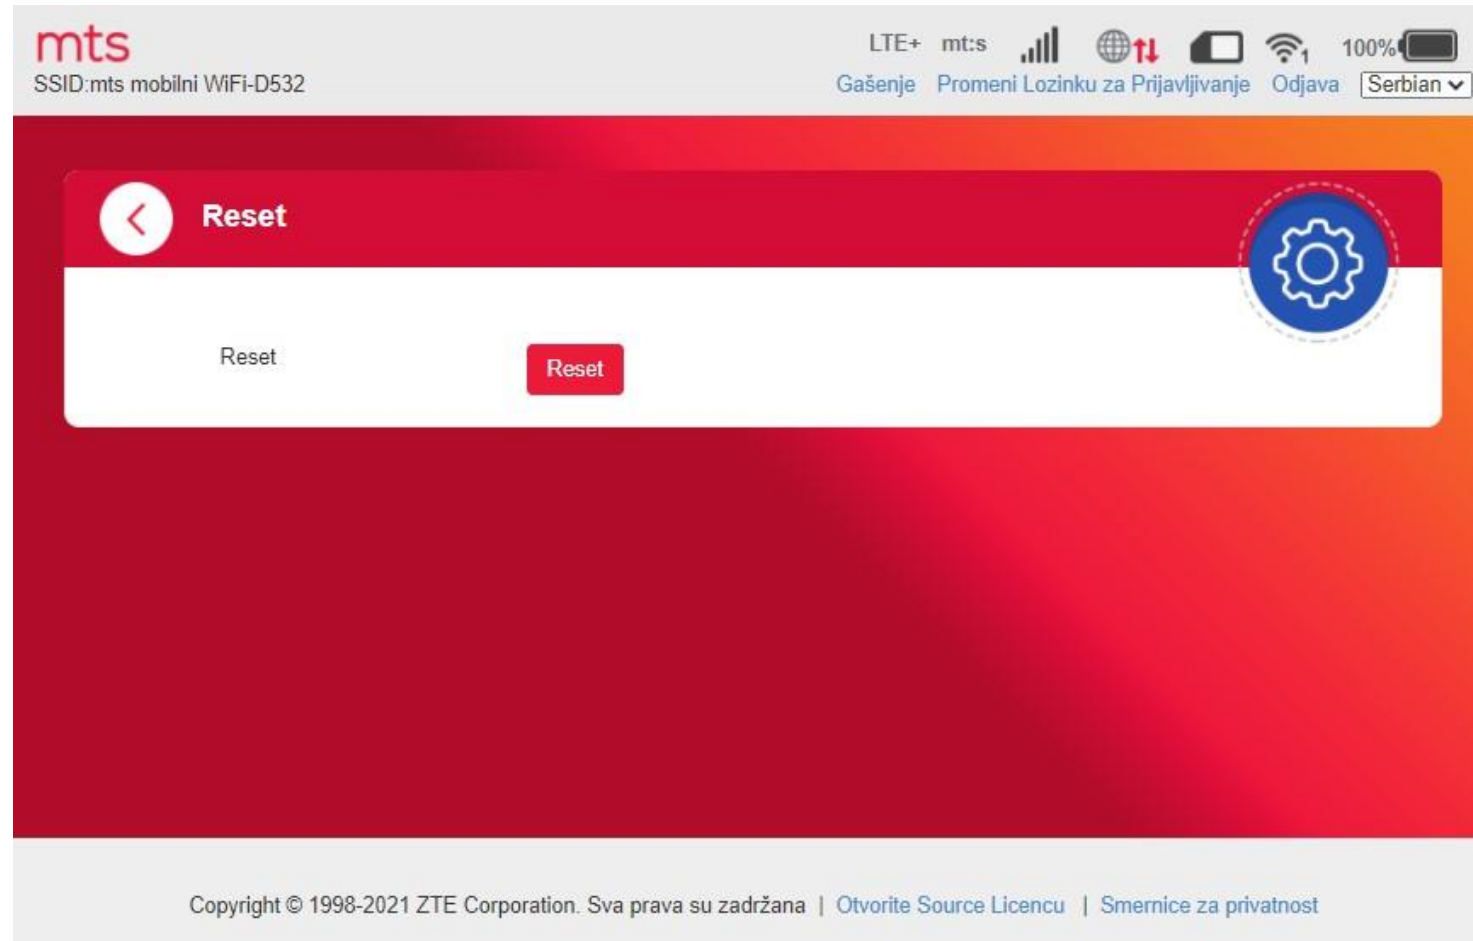 mts
SSID:mts mobilni WiFi-D532
LTE+ mt:s 1 100%
Gašenje Promeni Lozinku za Prijavljivanje Odjava Serbian
Reset
Reset Reset
Copyright © 1998-2021 ZTE Corporation. Sva prava su zadržana | Otvorite Source Licencu | Smernice za privatnost